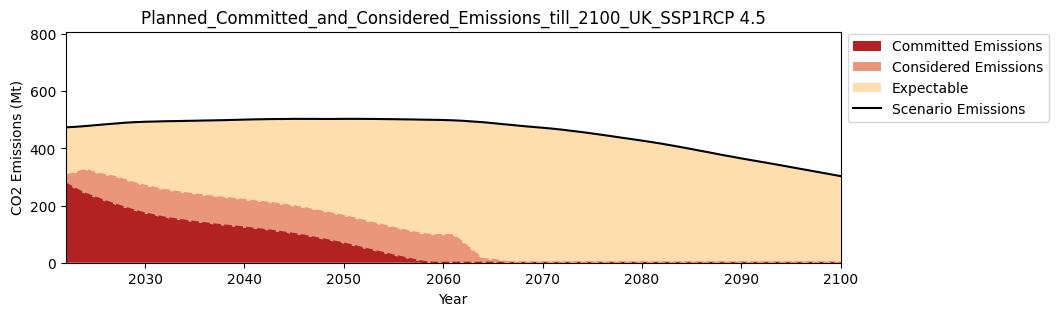 Planned_Committed_and_Considered_Emissions_till_2100_UK_SSP1RCP 4.5
CO2 Emissions (Mt)
800
600
400
200
0
2030 2040 2050 2060 2070 2080 2090 2100
Year
Committed Emissions
Considered Emissions
Expectable
Scenario Emissions